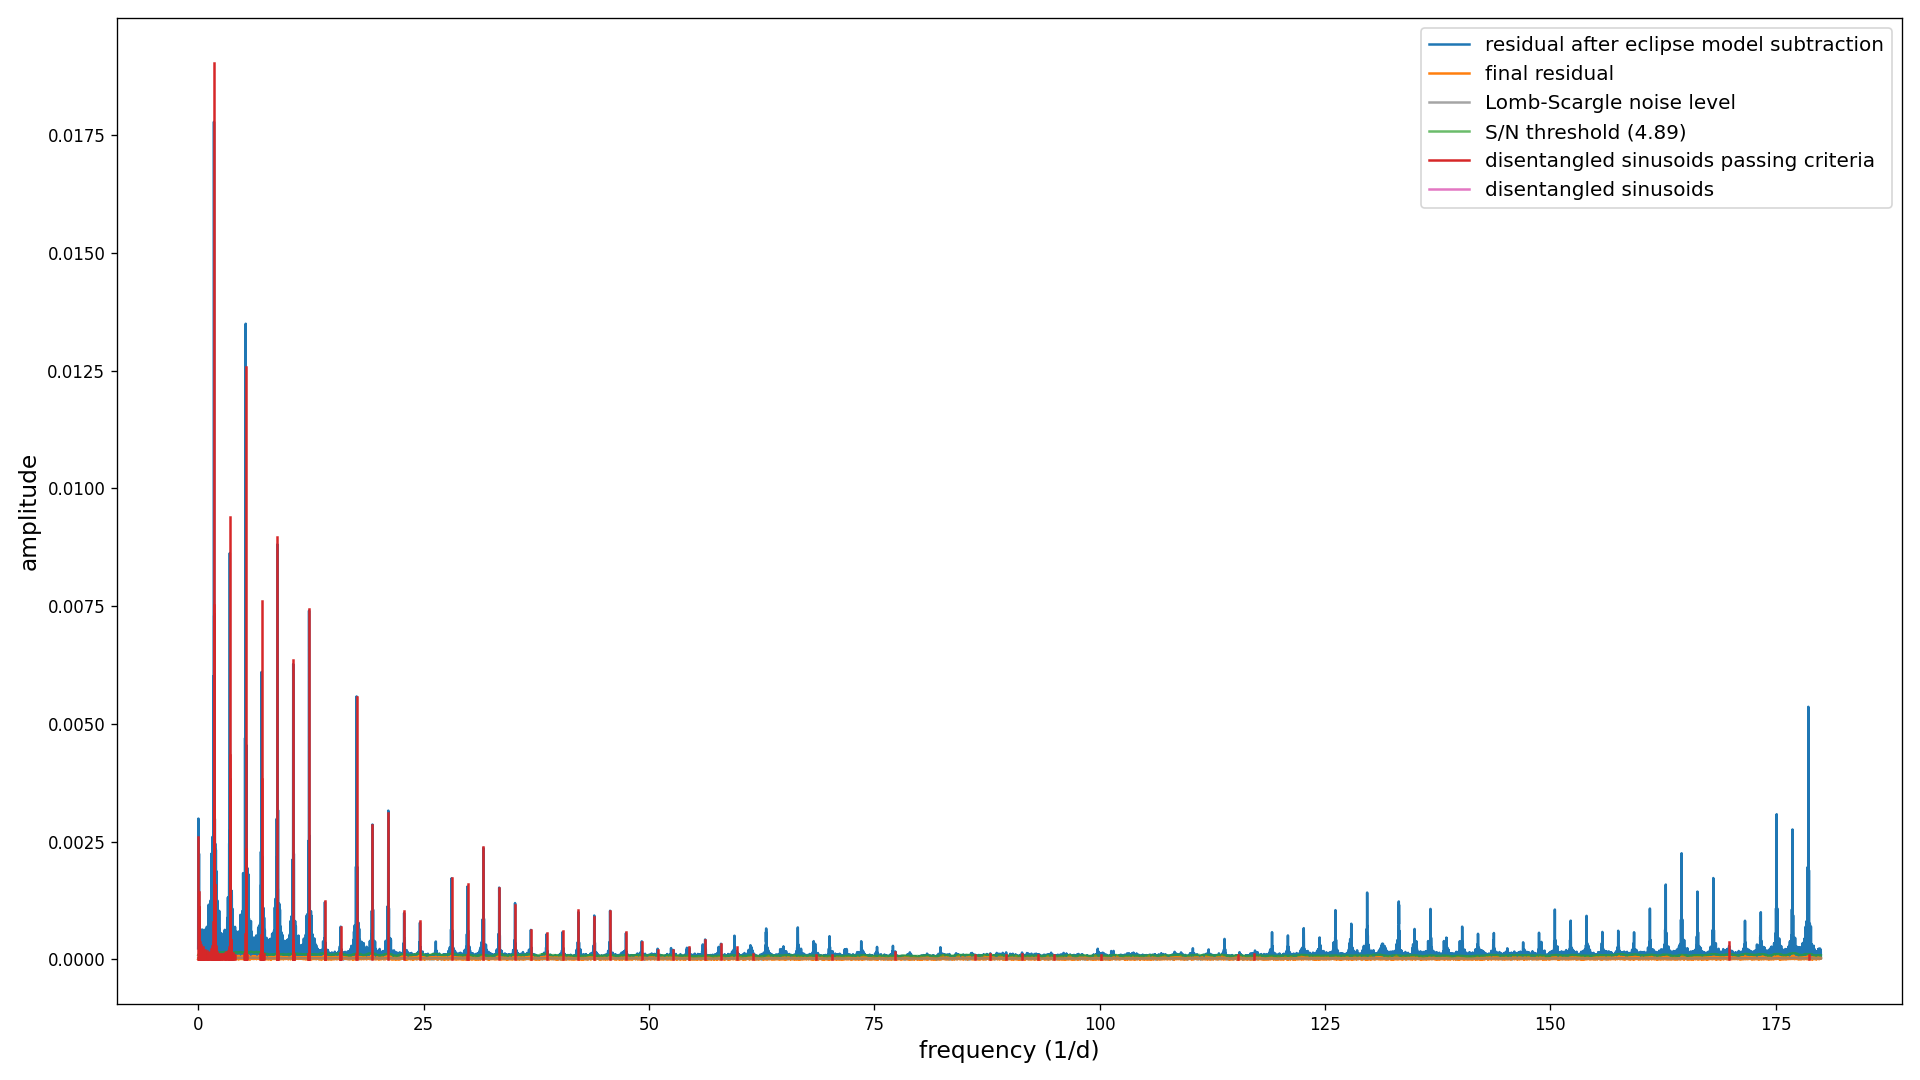 residual after eclipse model subtraction
final residual
Lomb-Scargle noise level
S/N threshold (4.89)
disentangled sinusoids passing criteria
disentangled sinusoids
amplitude
0.0175
0.0150
0.0125
0.0100
0.0075
0.0050
0.0025
0.0000
0 25 50 75 100 125 150 175
frequency (1/d)